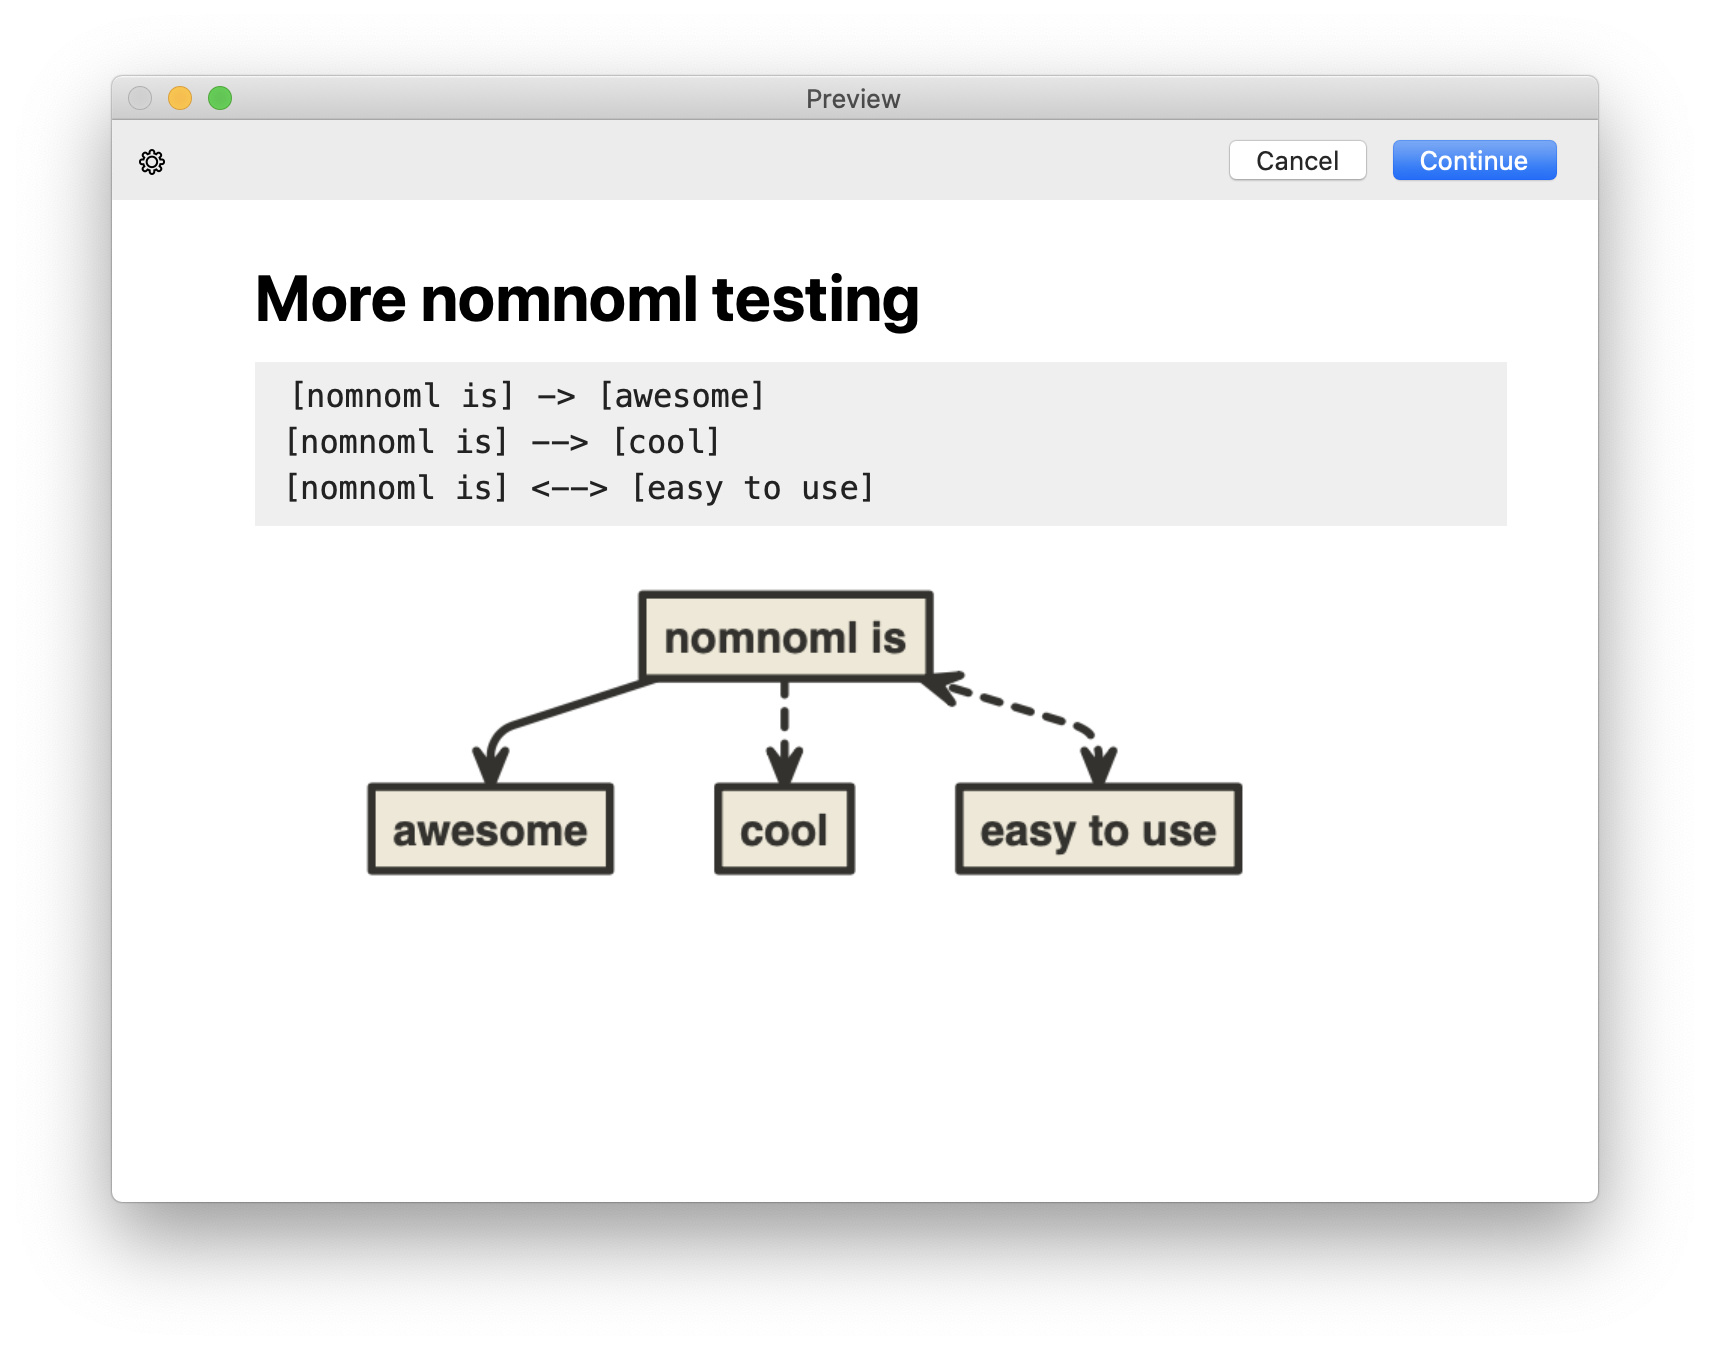 Preview
Cancel
Continue
More nomnoml testing
[nomnoml is] -> [awesome]
[nomnoml is] --> [cool]
[nomnoml is] <--> [easy to use]
nomnoml is
awesome
cool
easy to use